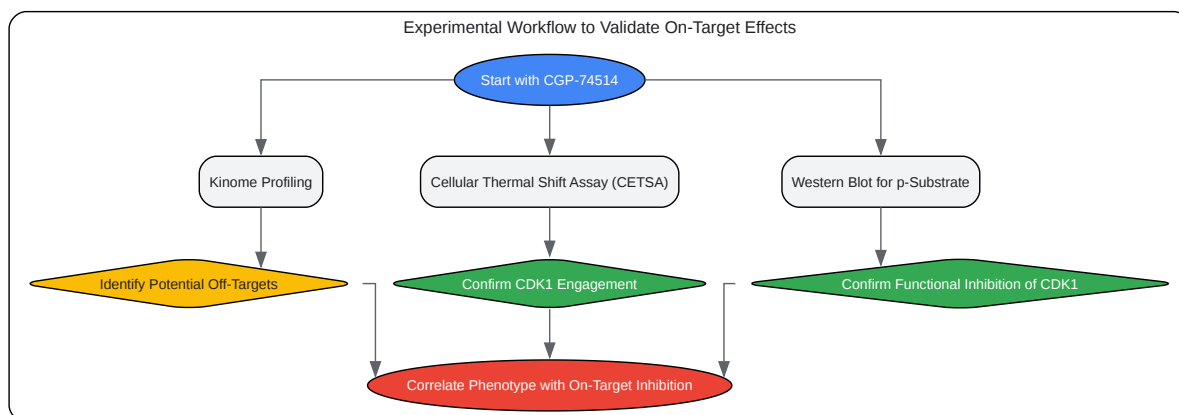 Experimental Workflow to Validate On-Target Effects
Start with CGP-74514
Kinome Profiling
Cellular Thermal Shift Assay (CETSA)
Western Blot for p-Substrate
Identify Potential Off-Targets
Confirm CDK1 Engagement
Confirm Functional Inhibition of CDK1
Correlate Phenotype with On-Target Inhibition